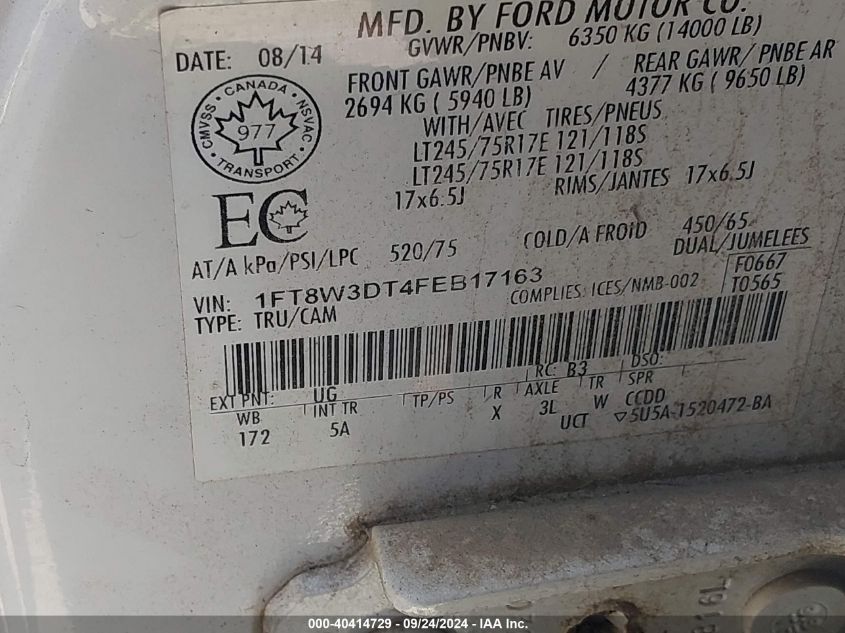 MFD. BY FORD MOTOR CO.
DATE: 08/14
GVWR/PNBV: 6350 KG (14000 LB)
FRONT GAWR/PNBE AV / REAR GAWR/PNBE AR
2694 KG ( 5940 LB) 4377 KG ( 9650 LB)
WITH/AVEC TIRES/PNEUS
LT245/75R17E 121/118S
LT245/75R17E 121/118S
17x6.5J RIMS/JANTES 17x6.5J
CANADA
CMVSS NSVAC
977
TRANSPORT
EC
AT/A kPa/PSI/LPC 520/75 COLD/A FROID 450/65
DUAL/JUMELEES
VIN: 1FT8W3DT4FEB17163
COMPLIES: ICES/NMB-002
F0667
T0565
TYPE: TRU/CAM
EXT PNT: UG RC: B3 DSO:
WB INT TR TP/PS R AXLE TR SPR
172 5A X 3L W CCDD
UCT ▽5U5A-1520472-BA
000-40414729 - 09/24/2024 - IAA Inc.